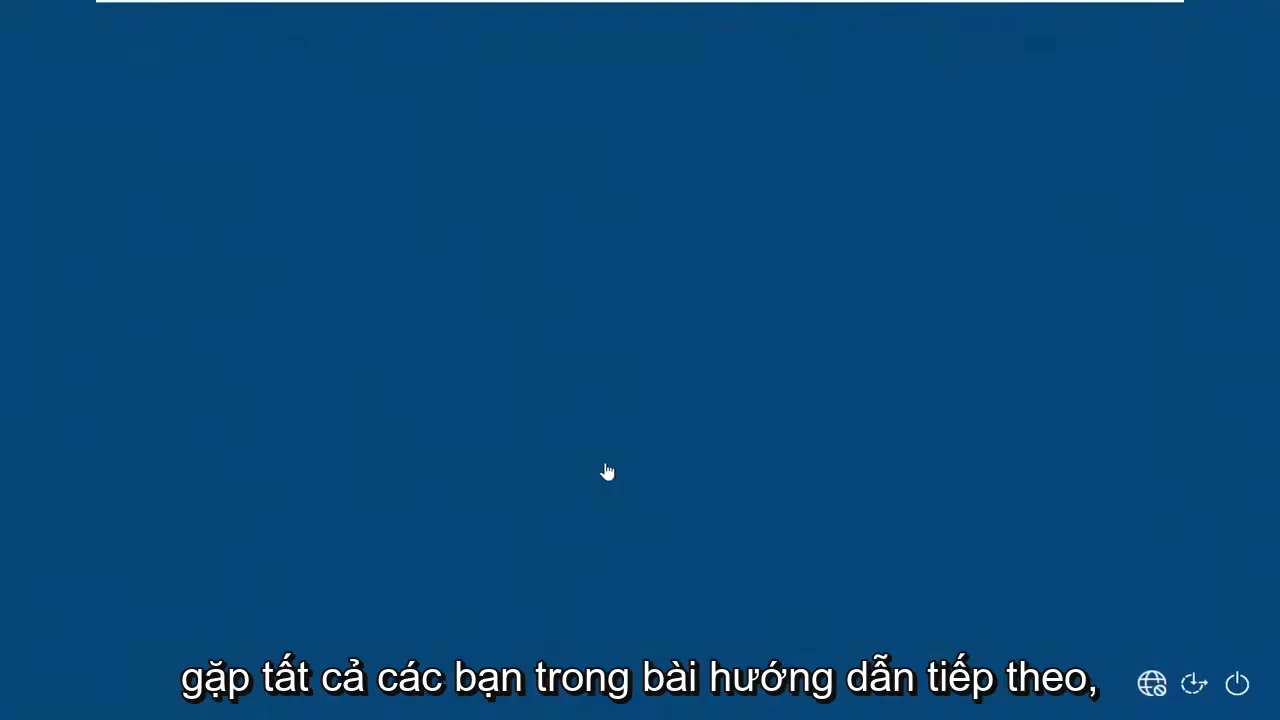 gặp tất cả các bạn trong bài hướng dẫn tiếp theo,